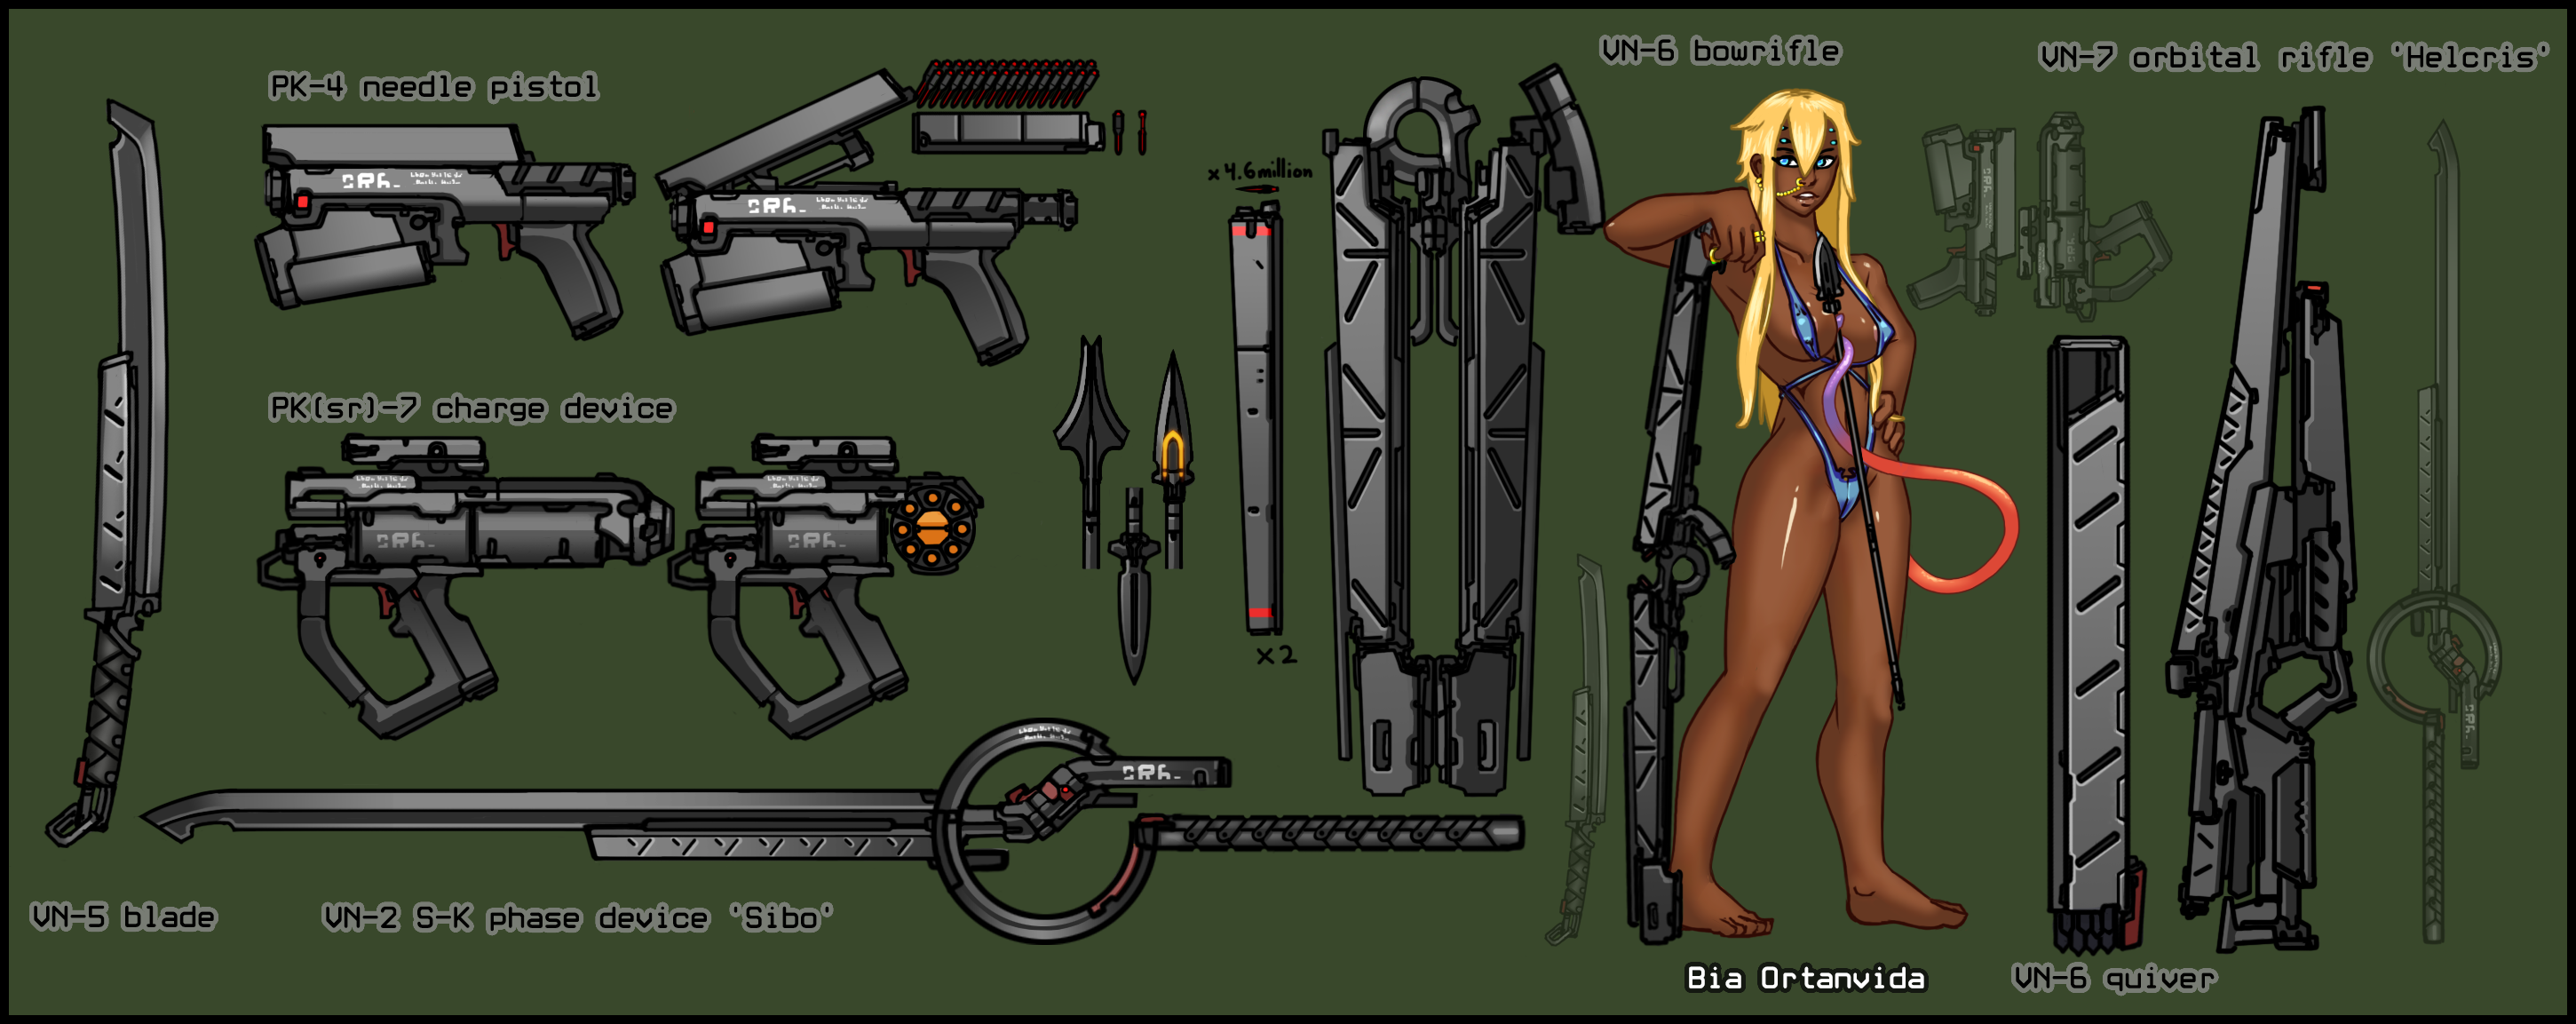 PK-4 needle pistol
VN-6 bowrifle
VN-7 orbital rifle 'Helcris'
x 4.6million
PK(sr)-7 charge device
x2
VN-5 blade
VN-2 S-K phase device 'Sibo'
Bia Ortanvida
VN-6 quiver